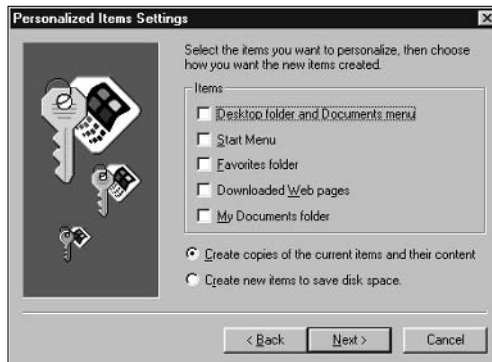 Personalized Items Settings
Select the items you want to personalize, then choose
how you want the new items created.
Items
Desktop folder and Documents menu
Start Menu
Favorites folder
Downloaded Web pages
My Documents folder
Create copies of the current items and their content
Create new items to save disk space.
< Back
Next >
Cancel